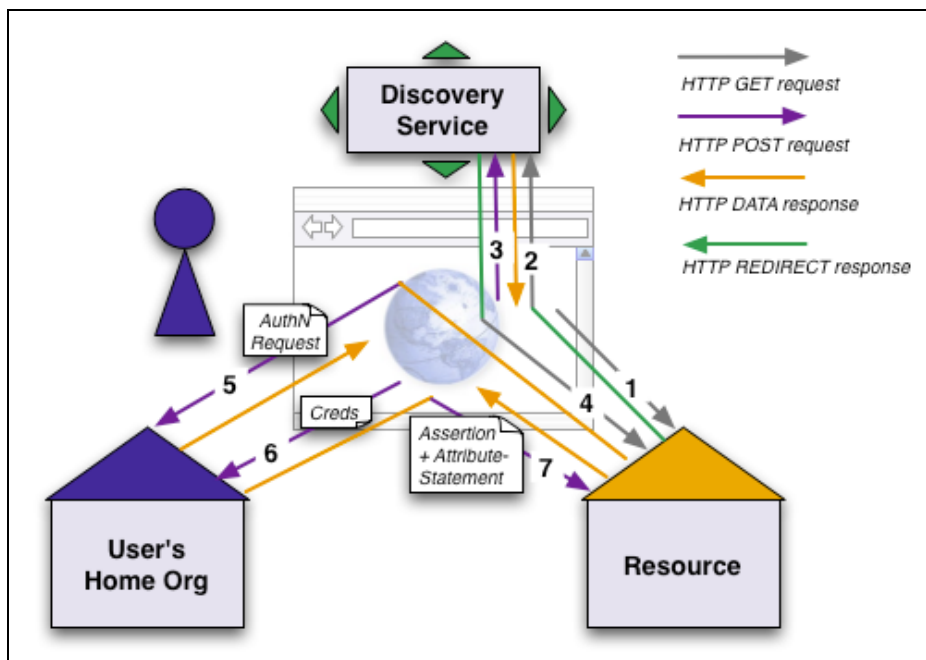 Discovery
Service
HTTP GET request
HTTP POST request
HTTP DATA response
HTTP REDIRECT response
3
2
AuthN
Request
5
1
4
Creds
6
Assertion
+ Attribute-
Statement
7
User's
Home Org
Resource